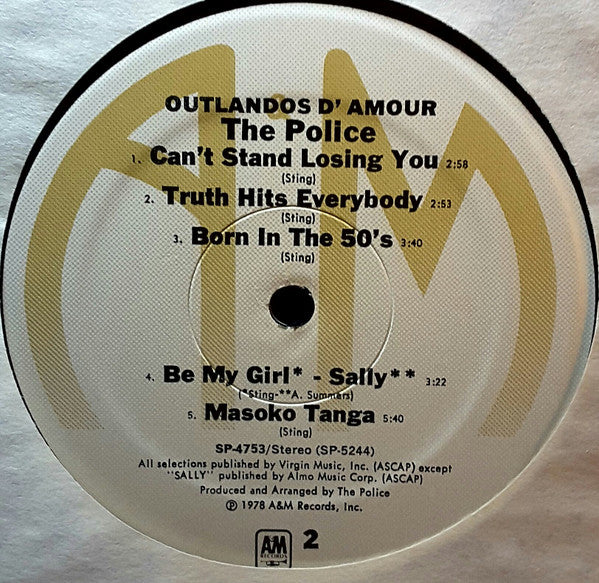 OUTLANDOS D' AMOUR
The Police
1. Can't Stand Losing You 2:58
(Sting)
2. Truth Hits Everybody 2:53
(Sting)
3. Born In The 50's 3:40
(Sting)
4. Be My Girl* - Sally** 3:22
(*Sting-**A. Summers)
5. Masoko Tanga 5:40
(Sting)
SP-4753/Stereo (SP-5244)
All selections published by Virgin Music, Inc. (ASCAP) except
"SALLY" published by Almo Music Corp. (ASCAP)
Produced and Arranged by The Police
℗ 1978 A&M Records, Inc.
A&M
RECORDS
2